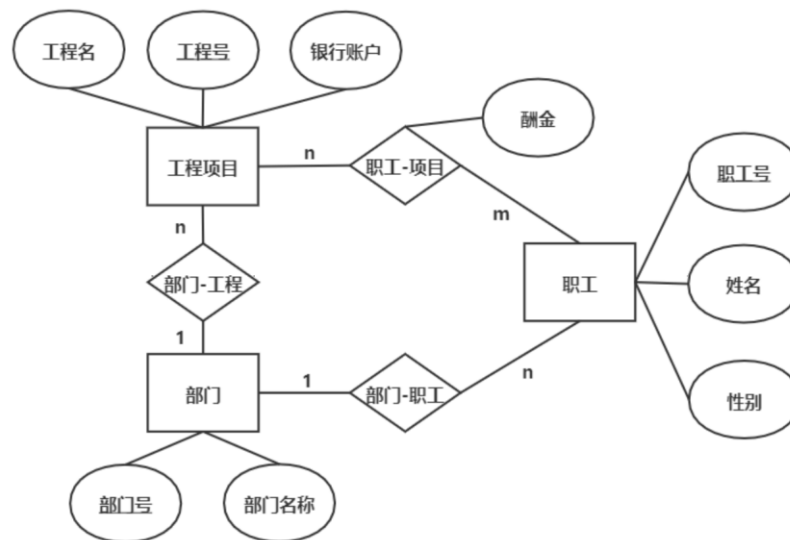 工程名
工程号
银行账户
酬金
工程项目
n
职工-项目
职工号
m
n
部门-工程
职工
姓名
1
部门
1
部门-职工
n
性别
部门号
部门名称